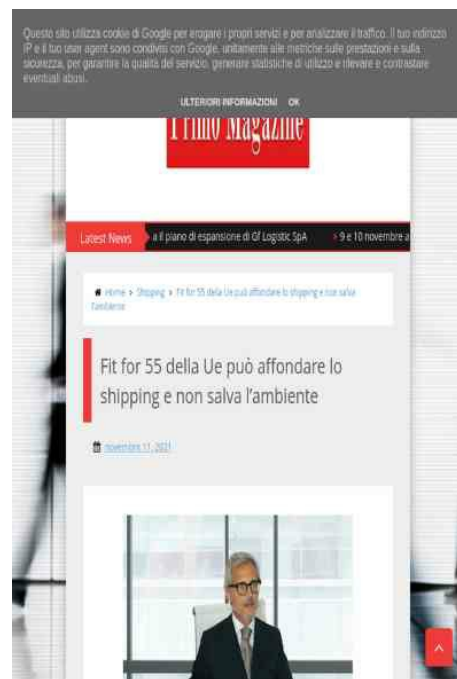 Questo sito utilizza cookie di Google per erogare i propri servizi e per analizzare il traffico. Il tuo indirizzo
IP e il tuo user agent sono condivisi con Google, unitamente alle metriche sulle prestazioni e sulla
sicurezza, per garantire la qualità del servizio, generare statistiche di utilizzo e rilevare e contrastare
eventuali abusi.
ULTERIORI INFORMAZIONI OK
Primo Magazine
Latest News a il piano di espansione di Gf Logistic SpA 9 e 10 novembre a
Home > Shipping > Fit for 55 della Ue può affondare lo shipping e non salva
l'ambiente
Fit for 55 della Ue può affondare lo
shipping e non salva l’ambiente
novembre 11, 2021